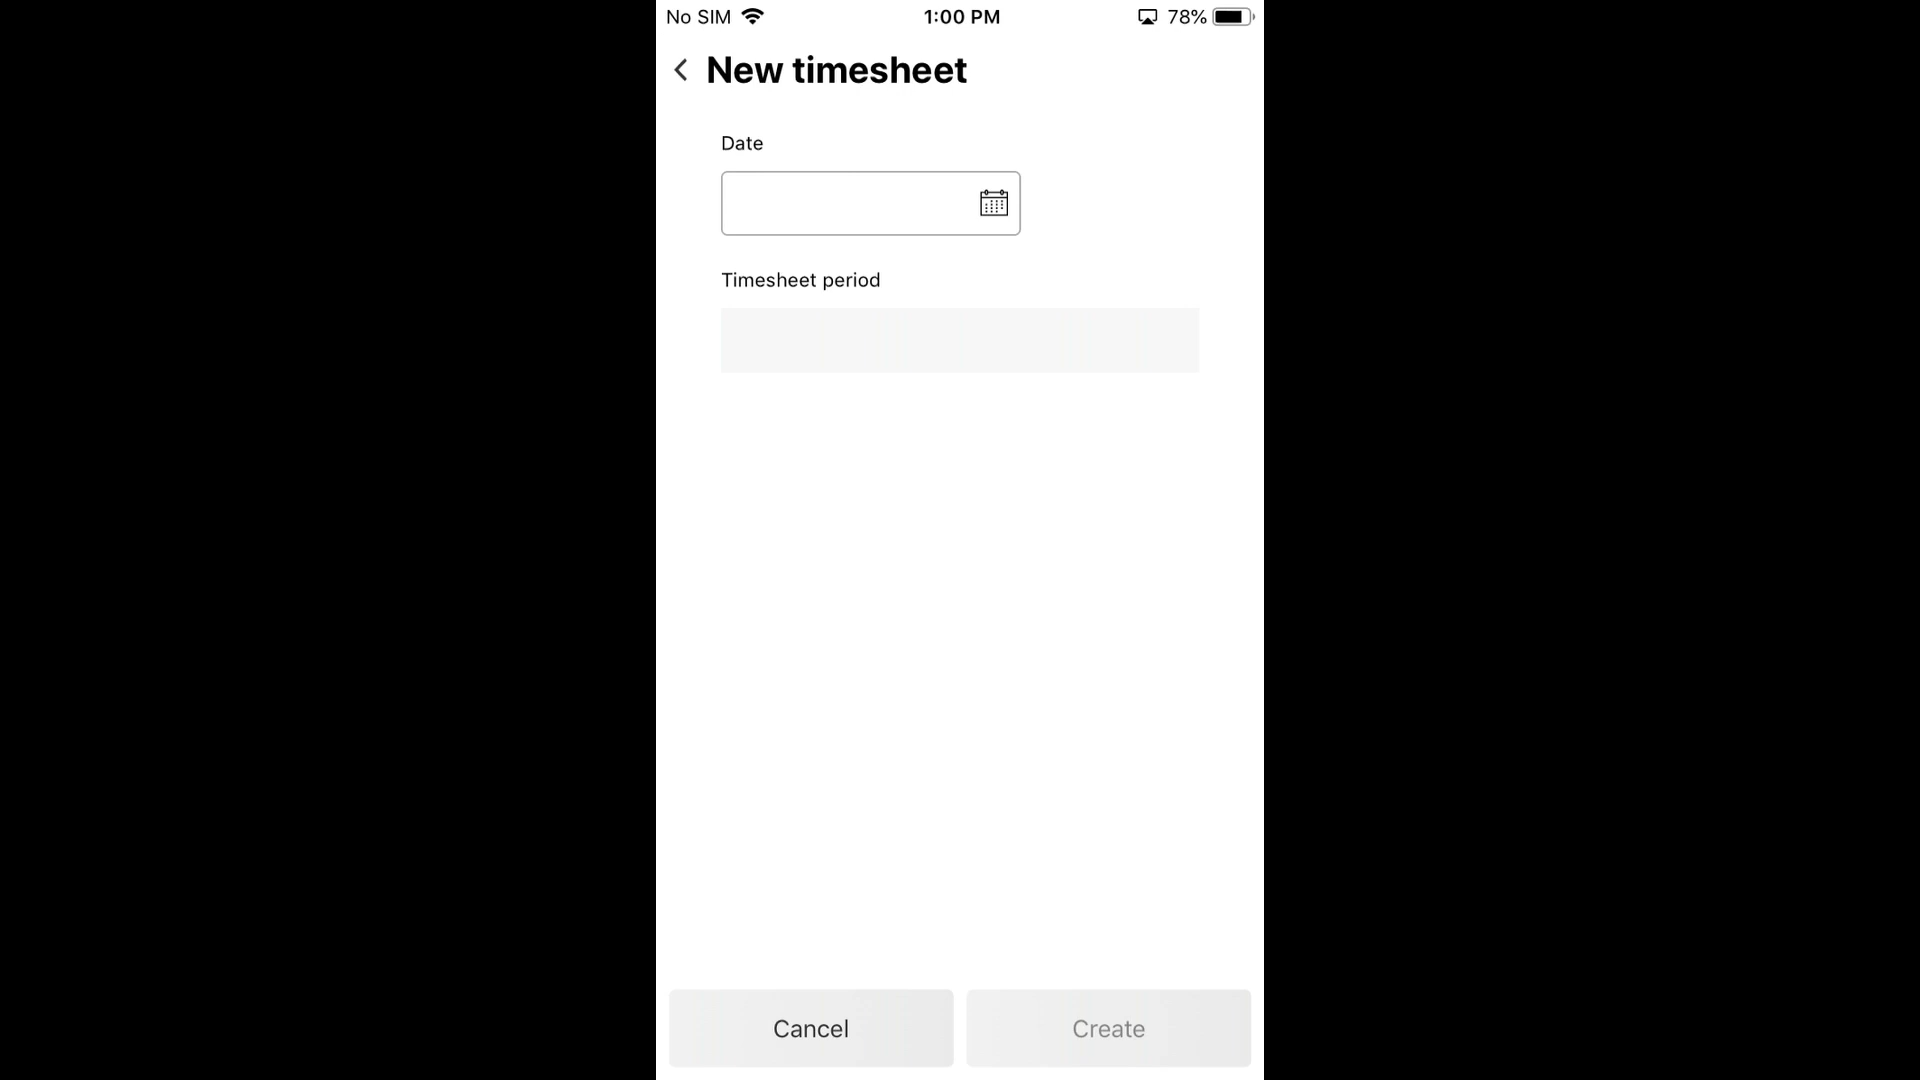 No SIM 1:00 PM 78%
New timesheet
Date
Timesheet period
Cancel Create